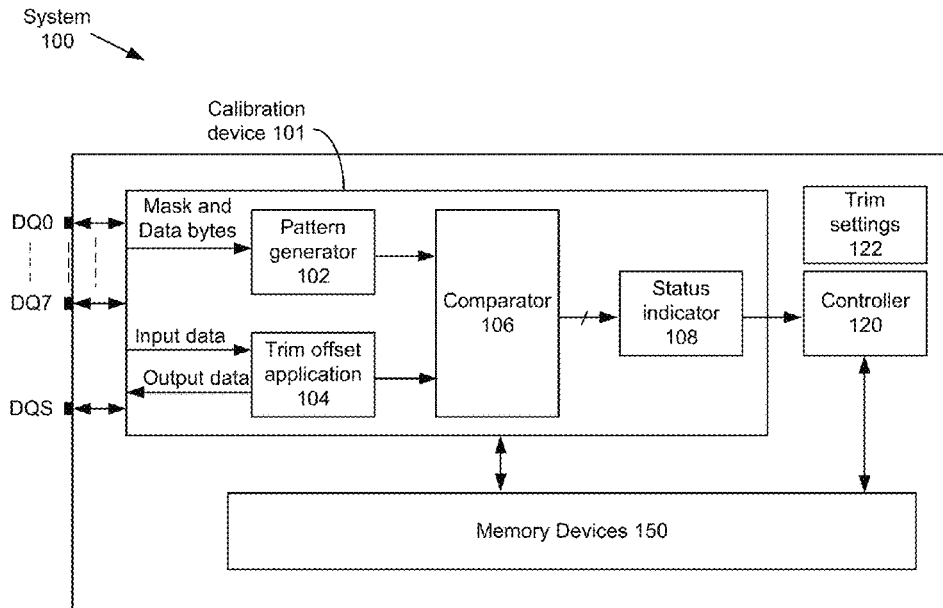 System
100
Calibration
device 101
DQ0
Mask and
Data bytes
Pattern
generator
102
Trim
settings
122
DQ7
Comparator
106
Status
indicator
108
Controller
120
Input data
Trim offset
application
104
Output data
DQS
Memory Devices 150